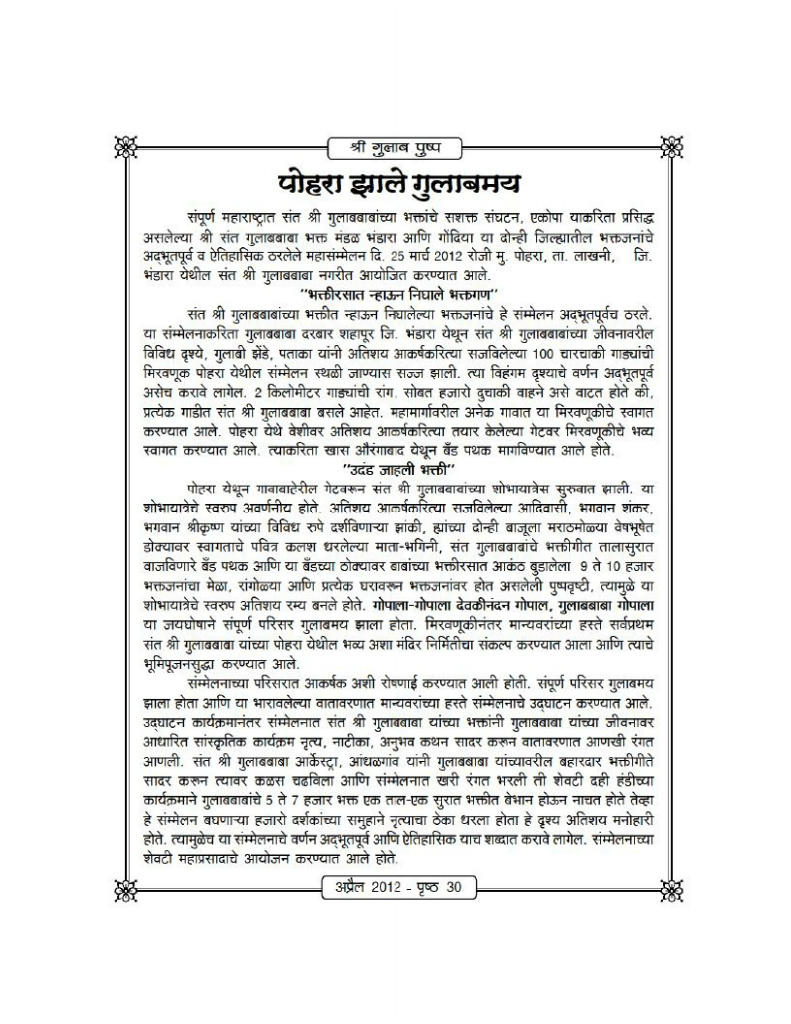 श्री गुलाब पुष्प
पोहरा झाले गुलाबमय
संपूर्ण महाराष्ट्रात संत श्री गुलाबबाबांच्या भक्तांचे सशक्त संघटन, एकोपा याकरिता प्रसिद्ध
असलेल्या श्री संत गुलाबबाबा भक्त मंडळ भंडारा आणि गोंदिया या दोन्ही जिल्ह्यातील भक्तजनांचे
अद्भूतपूर्व व ऐतिहासिक ठरलेले महासंम्मेलन दि. 25 मार्च 2012 रोजी मु. पोहरा, ता. लाखनी, जि.
भंडारा येथील संत श्री गुलाबबाबा नगरीत आयोजित करण्यात आले.
"भक्तीरसात न्हाऊन निघाले भक्तगण"
संत श्री गुलाबबाबांच्या भक्तीत न्हाऊन निघालेल्या भक्तजनांचे हे सम्मेलन अद्भूतपूर्वच ठरले.
या संम्मेलनाकरिता गुलाबबाबा दरबार शहापूर जि. भंडारा येथून संत श्री गुलाबबाबांच्या जीवनावरील
विविध दृश्ये, गुलाबी झेंडे, पताका यांनी अतिशय आकर्षकरित्या सजविलेल्या 100 चारचाकी गाड्यांची
मिरवणूक पोहरा येथील संम्मेलन स्थळी जाण्यास सज्ज झाली. त्या विहंगम दृश्याचे वर्णन अद्भूतपूर्व
असेच करावे लागेल. 2 किलोमीटर गाड्यांची रांग. सोबत हजारो दुचाकी वाहने असे वाटत होते की,
प्रत्येक गाडीत संत श्री गुलाबबाबा बसले आहेत. महामार्गावरील अनेक गावात या मिरवणूकीचे स्वागत
करण्यात आले. पोहरा येथे वेशीवर अतिशय आकर्षकरित्या तयार केलेल्या गेटवर मिरवणूकीचे भव्य
स्वागत करण्यात आले. त्याकरिता खास औरंगाबाद येथून बँड पथक मागविण्यात आले होते.
"उदंड जाहली भक्ती"
पोहरा येथून गावाबाहेरील गेटवरून संत श्री गुलाबबाबांच्या शोभायात्रेस सुरुवात झाली. या
शोभायात्रेचे स्वरुप अवर्णनीय होते. अतिशय आकर्षकरित्या सजविलेल्या आदिवासी, भगवान शंकर,
भगवान श्रीकृष्ण यांच्या विविध रुपे दर्शविणाऱ्या झांकी, ह्यांच्या दोन्ही बाजूला मराठमोळ्या वेषभूषेत
डोक्यावर स्वागताचे पवित्र कलश धरलेल्या माता-भगिनी, संत गुलाबबाबांचे भक्तीगीत तालासुरात
वाजविणारे बँड पथक आणि या बँडच्या ठोक्यावर बाबांच्या भक्तीरसात आकंठ बुडालेला 9 ते 10 हजार
भक्तजनांचा मेळा, रांगोळ्या आणि प्रत्येक घरावरून भक्तजनांवर होत असलेली पुष्पवृष्टी, त्यामुळे या
शोभायात्रेचे स्वरुप अतिशय रम्य बनले होते. गोपाला-गोपाला देवकीनंदन गोपाल, गुलाबबाबा गोपाला
या जयघोषाने संपूर्ण परिसर गुलाबमय झाला होता. मिरवणूकीनंतर मान्यवरांच्या हस्ते सर्वप्रथम
संत श्री गुलाबबाबा यांच्या पोहरा येथील भव्य अशा मंदिर निर्मितीचा संकल्प करण्यात आला आणि त्याचे
भूमिपूजनसुद्धा करण्यात आले.
संम्मेलनाच्या परिसरात आकर्षक अशी रोषणाई करण्यात आली होती. संपूर्ण परिसर गुलाबमय
झाला होता आणि या भारावलेल्या वातावरणात मान्यवरांच्या हस्ते संम्मेलनाचे उद्घाटन करण्यात आले.
उद्घाटन कार्यक्रमानंतर संम्मेलनात संत श्री गुलाबबाबा यांच्या भक्तांनी गुलाबबाबा यांच्या जीवनावर
आधारित सांस्कृतिक कार्यक्रम नृत्य, नाटीका, अनुभव कथन सादर करून वातावरणात आणखी रंगत
आणली. संत श्री गुलाबबाबा आर्केस्ट्रा, आंधळगांव यांनी गुलाबबाबा यांच्यावरील बहारदार भक्तीगीते
सादर करून त्यावर कळस चढविला आणि संम्मेलनात खरी रंगत भरली ती शेवटी दही हंडीच्या
कार्यक्रमाने गुलाबबाबांचे 5 ते 7 हजार भक्त एक ताल-एक सुरात भक्तीत बेभान होऊन नाचत होते तेव्हा
हे संम्मेलन बघणाऱ्या हजारो दर्शकांच्या समुहाने नृत्याचा ठेका धरला होता हे दृश्य अतिशय मनोहारी
होते. त्यामुळेच या संम्मेलनाचे वर्णन अद्भूतपूर्व आणि ऐतिहासिक याच शब्दात करावे लागेल. संम्मेलनाच्या
शेवटी महाप्रसादाचे आयोजन करण्यात आले होते.
अप्रैल 2012 - पृष्ठ 30